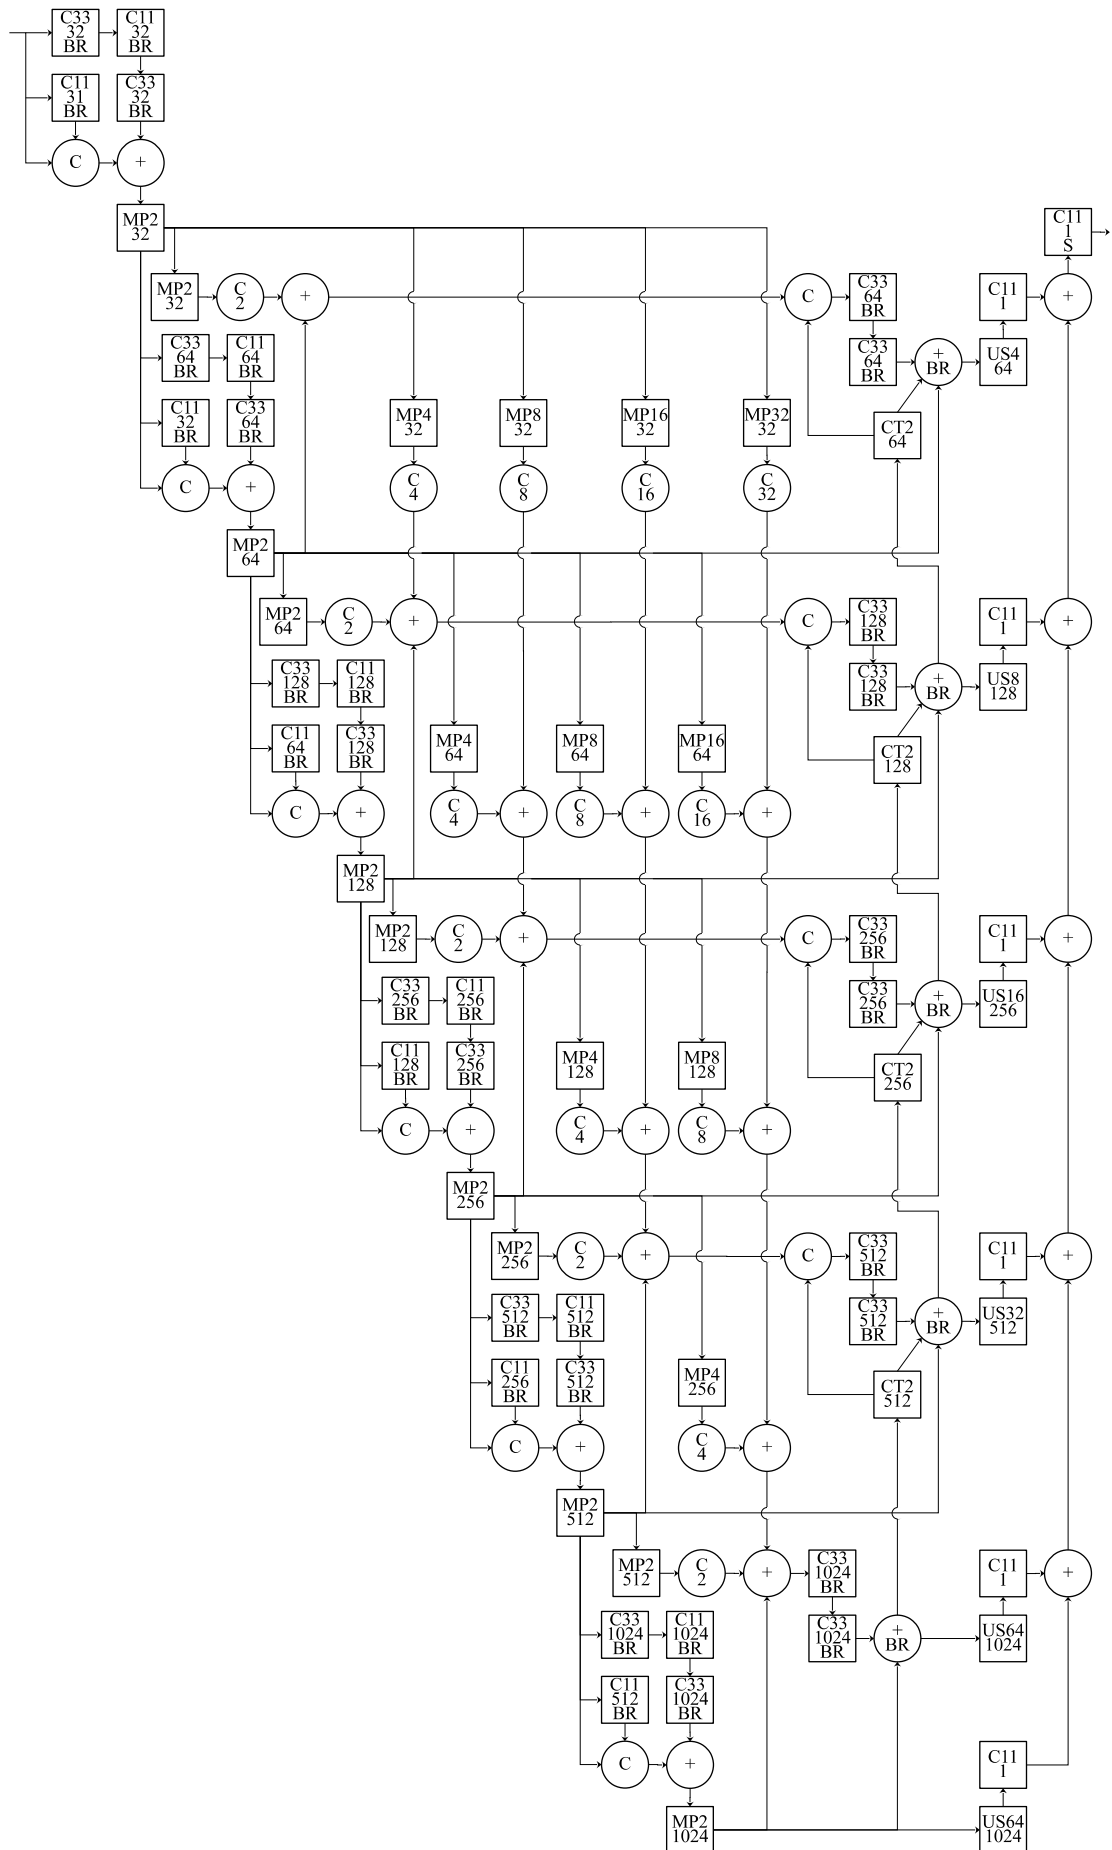 C33
32
BR
C11
32
BR
C11
31
BR
C33
32
BR
C
+
MP2
32
C11
1
S
MP2
32
C
2
+
C
C33
64
BR
C11
1
+
C33
64
BR
C11
64
BR
C33
64
BR
+
BR
US4
64
C11
32
BR
C33
64
BR
MP4
32
MP8
32
MP16
32
MP32
32
CT2
64
C
+
C
4
C
8
C
16
C
32
MP2
64
MP2
64
C
2
+
C
C33
128
BR
C11
1
+
C33
128
BR
C11
128
BR
C33
128
BR
+
BR
US8
128
C11
64
BR
C33
128
BR
MP4
64
MP8
64
MP16
64
CT2
128
C
+
C
4
+
C
8
+
C
16
+
MP2
128
MP2
128
C
2
+
C
C33
256
BR
C11
1
+
C33
256
BR
C11
256
BR
C33
256
BR
+
BR
US16
256
C11
128
BR
C33
256
BR
MP4
128
MP8
128
CT2
256
C
+
C
4
+
C
8
+
MP2
256
MP2
256
C
2
+
C
C33
512
BR
C11
1
+
C33
512
BR
C11
512
BR
C33
512
BR
+
BR
US32
512
C11
256
BR
C33
512
BR
MP4
256
CT2
512
C
+
C
4
+
MP2
512
MP2
512
C
2
+
C33
1024
BR
C11
1
+
C33
1024
BR
C11
1024
BR
C33
1024
BR
+
BR
US64
1024
C11
512
BR
C33
1024
BR
C
+
C11
1
MP2
1024
US64
1024